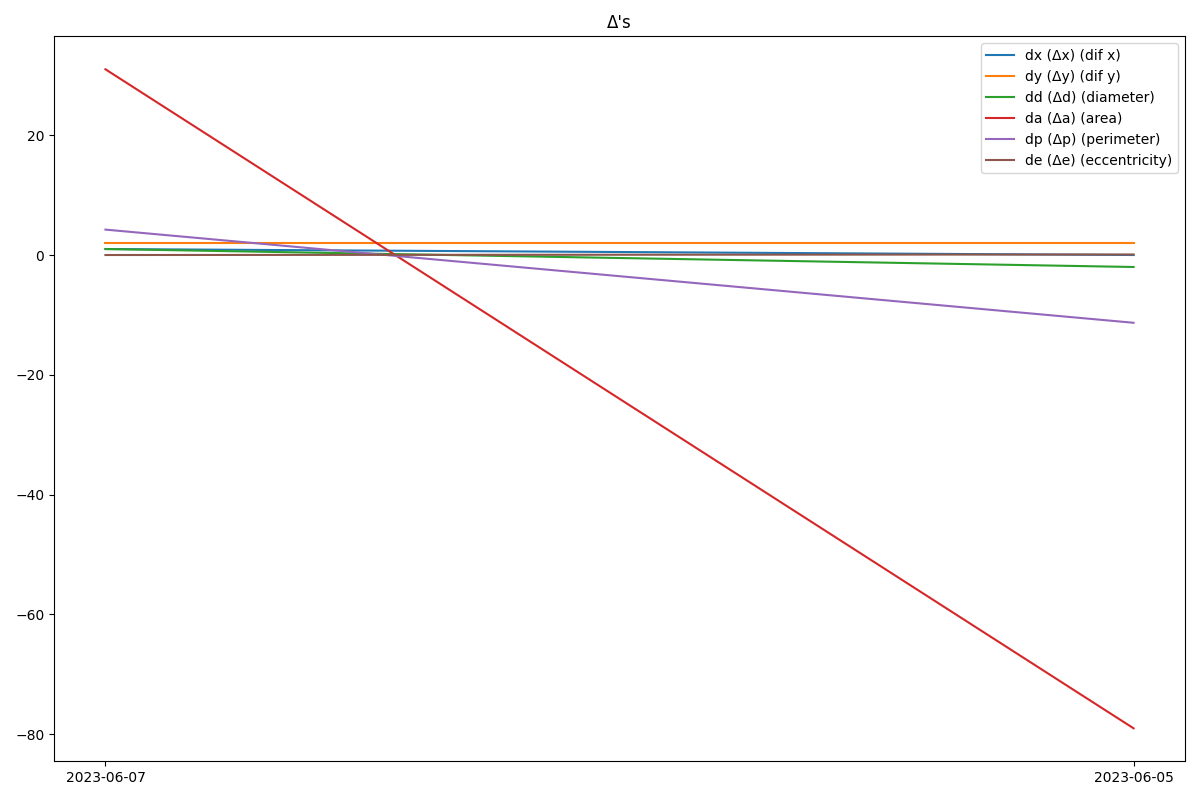 Δ's
dx (Δx) (dif x)
dy (Δy) (dif y)
dd (Δd) (diameter)
da (Δa) (area)
dp (Δp) (perimeter)
de (Δe) (eccentricity)
20
0
−20
−40
−60
−80
2023-06-07 2023-06-05